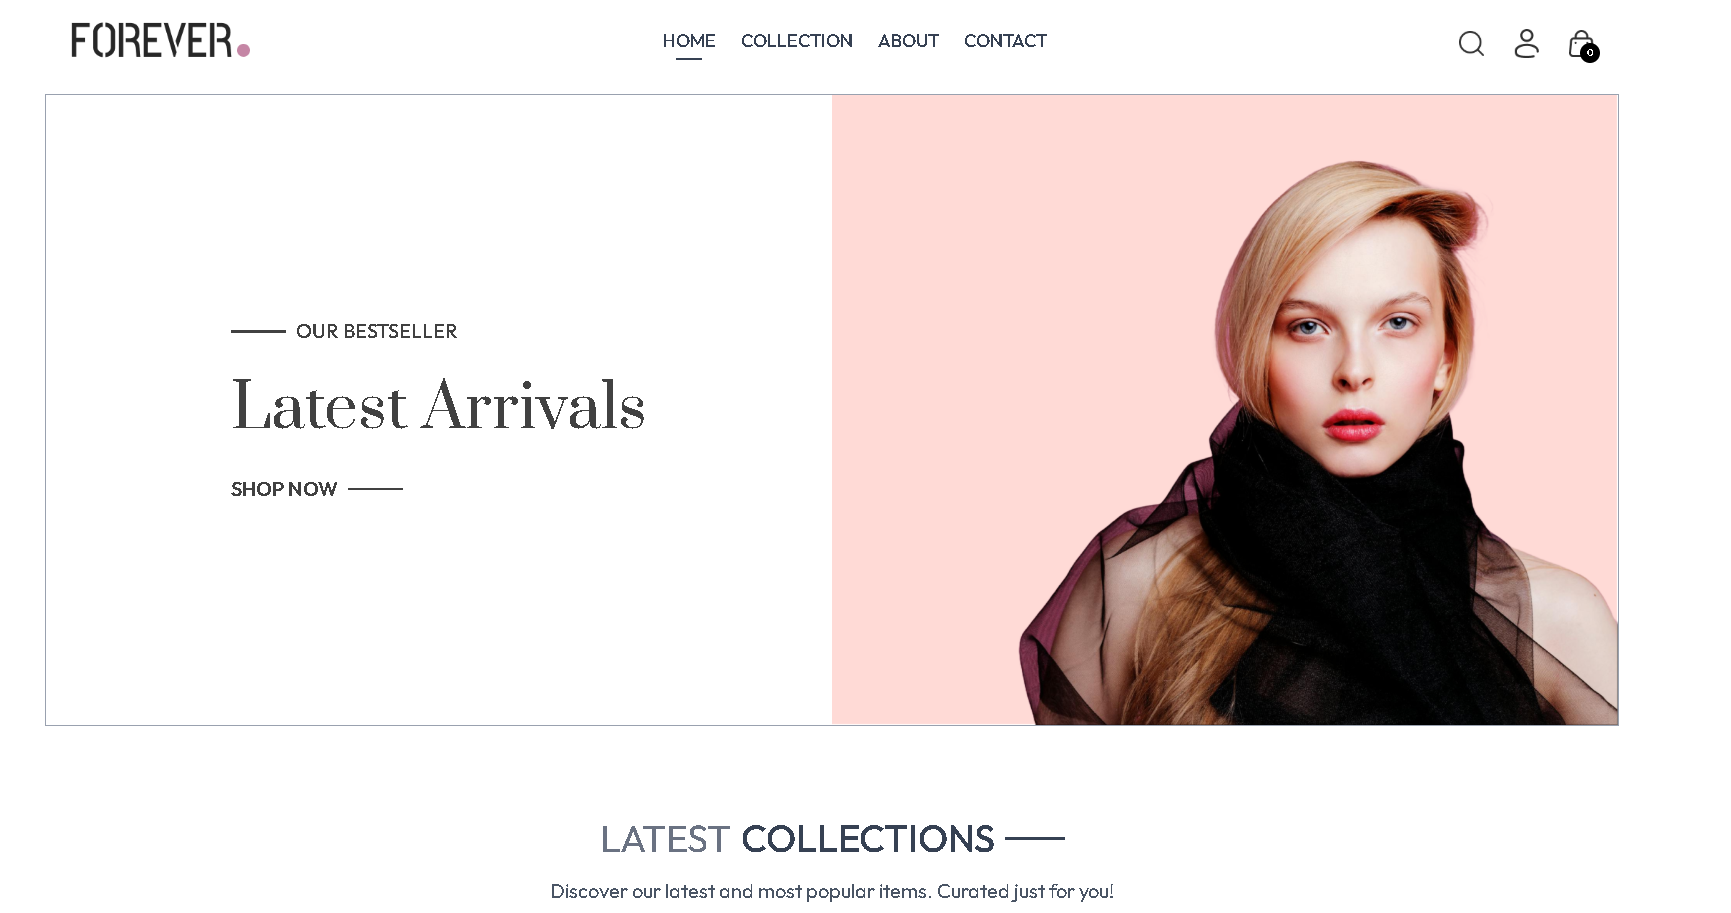 FOREVER.
HOME COLLECTION ABOUT CONTACT
0
OUR BESTSELLER
Latest Arrivals
SHOP NOW
LATEST COLLECTIONS
Discover our latest and most popular items. Curated just for you!